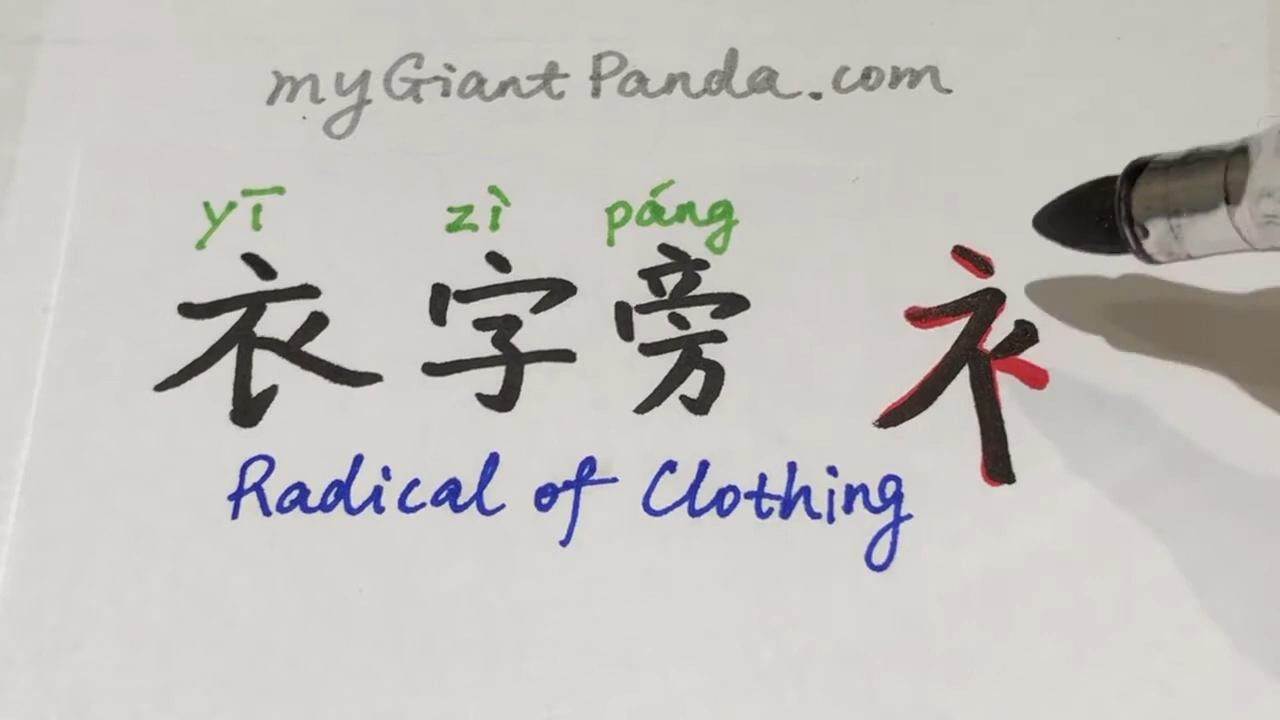 myGiantPanda.com
yī zì páng
衣字旁 衤
Radical of Clothing